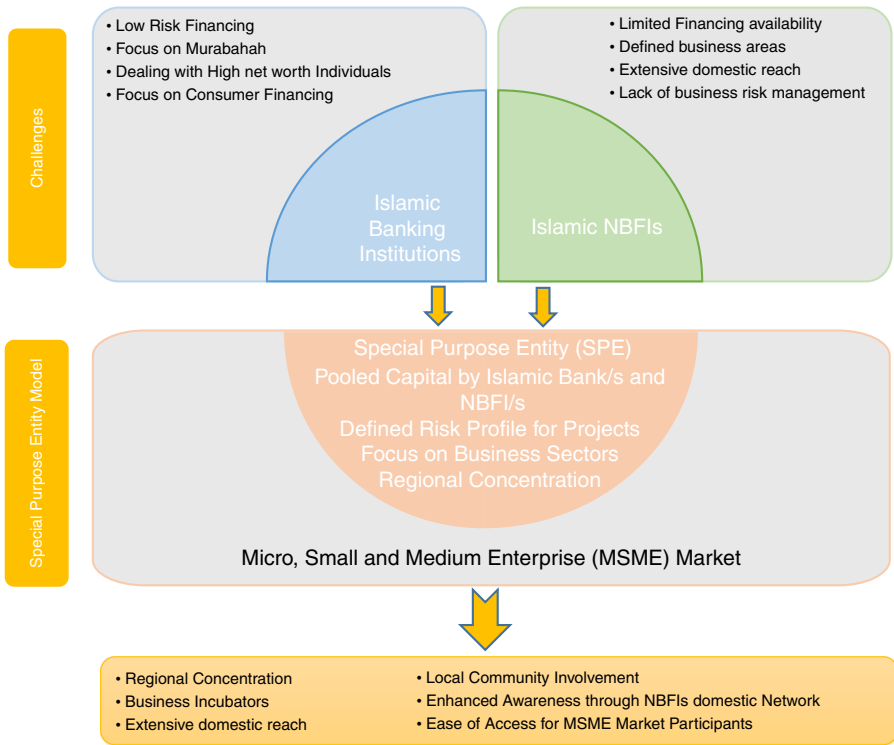 Challenges
• Low Risk Financing
• Focus on Murabahah
• Dealing with High net worth Individuals
• Focus on Consumer Financing
Islamic
Banking
Institutions
• Limited Financing availability
• Defined business areas
• Extensive domestic reach
• Lack of business risk management
Islamic NBFIs
Special Purpose Entity Model
Special Purpose Entity (SPE)
Pooled Capital by Islamic Bank/s and
NBFI/s
Defined Risk Profile for Projects
Focus on Business Sectors
Regional Concentration
Micro, Small and Medium Enterprise (MSME) Market
• Regional Concentration
• Business Incubators
• Extensive domestic reach
• Local Community Involvement
• Enhanced Awareness through NBFIs domestic Network
• Ease of Access for MSME Market Participants